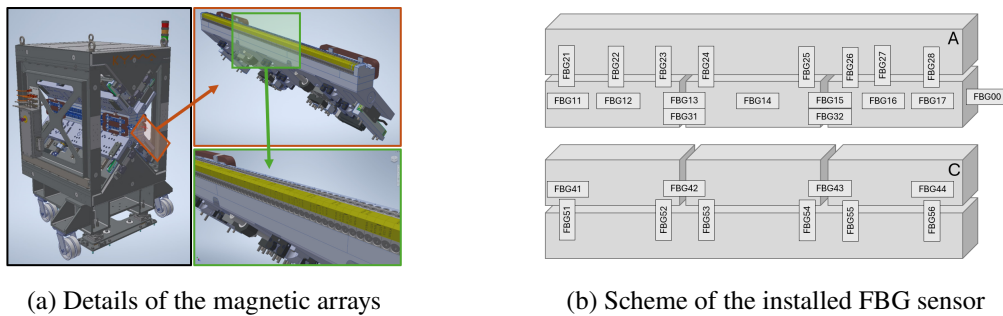 A
FBG21
FBG22
FBG23
FBG24
FBG25
FBG26
FBG27
FBG28
FBG11
FBG12
FBG13
FBG14
FBG15
FBG16
FBG17
FBG00
FBG31
FBG32
C
FBG41
FBG42
FBG43
FBG44
FBG51
FBG52
FBG53
FBG54
FBG55
FBG56
(a) Details of the magnetic arrays
(b) Scheme of the installed FBG sensor